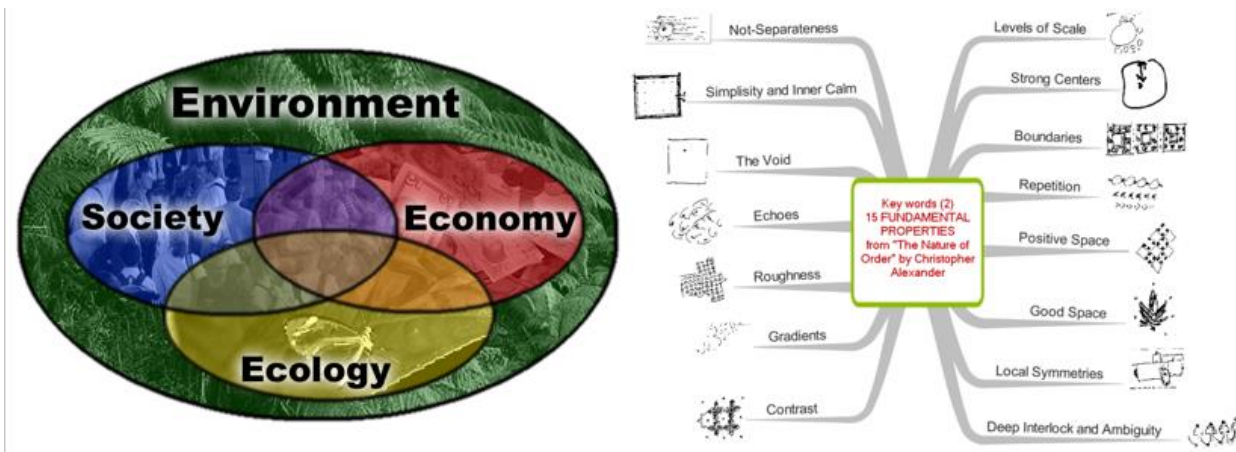 Environment
Society
Economy
Ecology
Not-Separateness
Simplisity and Inner Calm
The Void
Echoes
Roughness
Gradients
Contrast
Key words (2)
15 FUNDAMENTAL
PROPERTIES
from "The Nature of
Order" by Christopher
Alexander
Levels of Scale
Strong Centers
Boundaries
Repetition
Positive Space
Good Space
Local Symmetries
Deep Interlock and Ambiguity